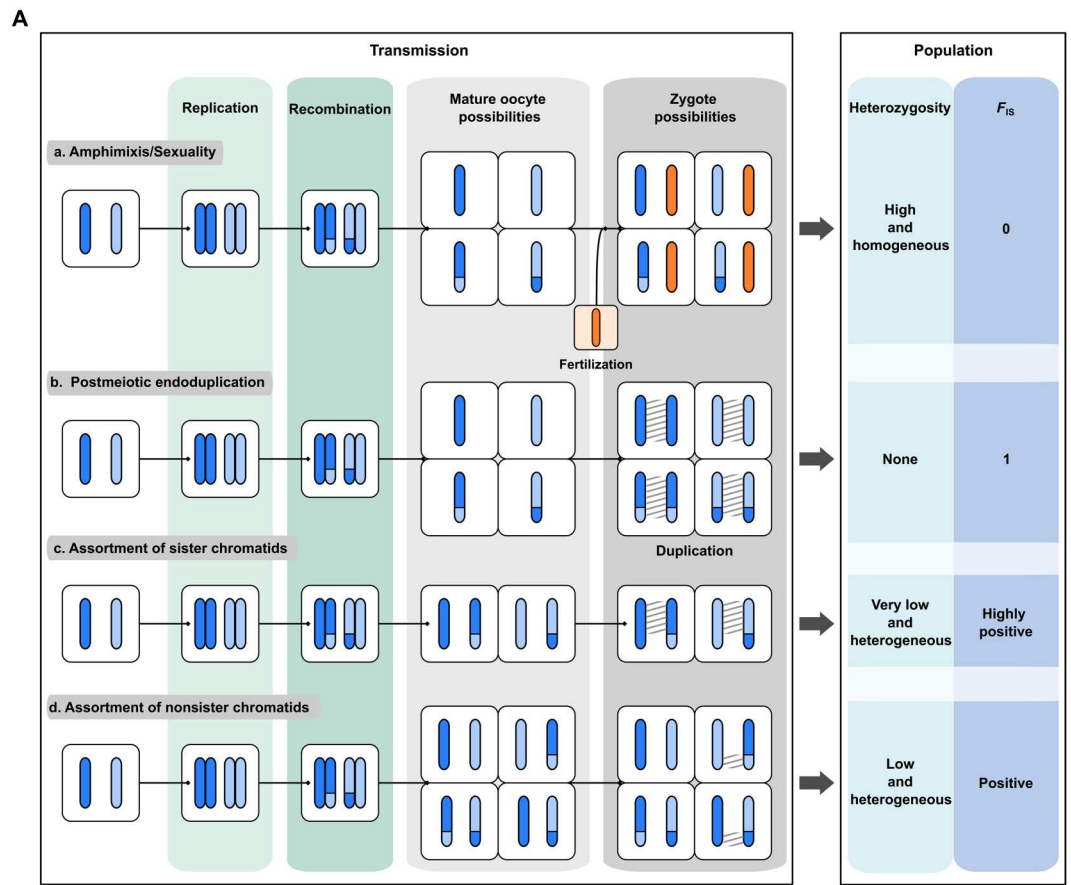 A
Transmission
Population
Replication
Recombination
Mature oocyte
possibilities
Zygote
possibilities
Heterozygosity
FIS
a. Amphimixis/Sexuality
High
and
homogeneous
0
Fertilization
b. Postmeiotic endoduplication
None
1
Duplication
c. Assortment of sister chromatids
Very low
and
heterogeneous
Highly
positive
d. Assortment of nonsister chromatids
Low
and
heterogeneous
Positive